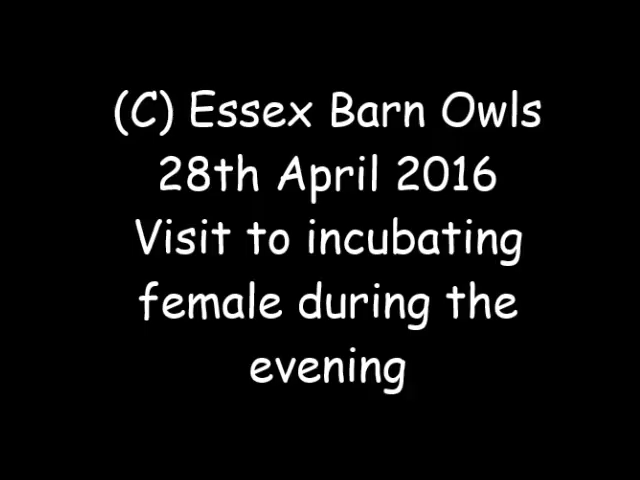 (C) Essex Barn Owls
28th April 2016
Visit to incubating
female during the
evening